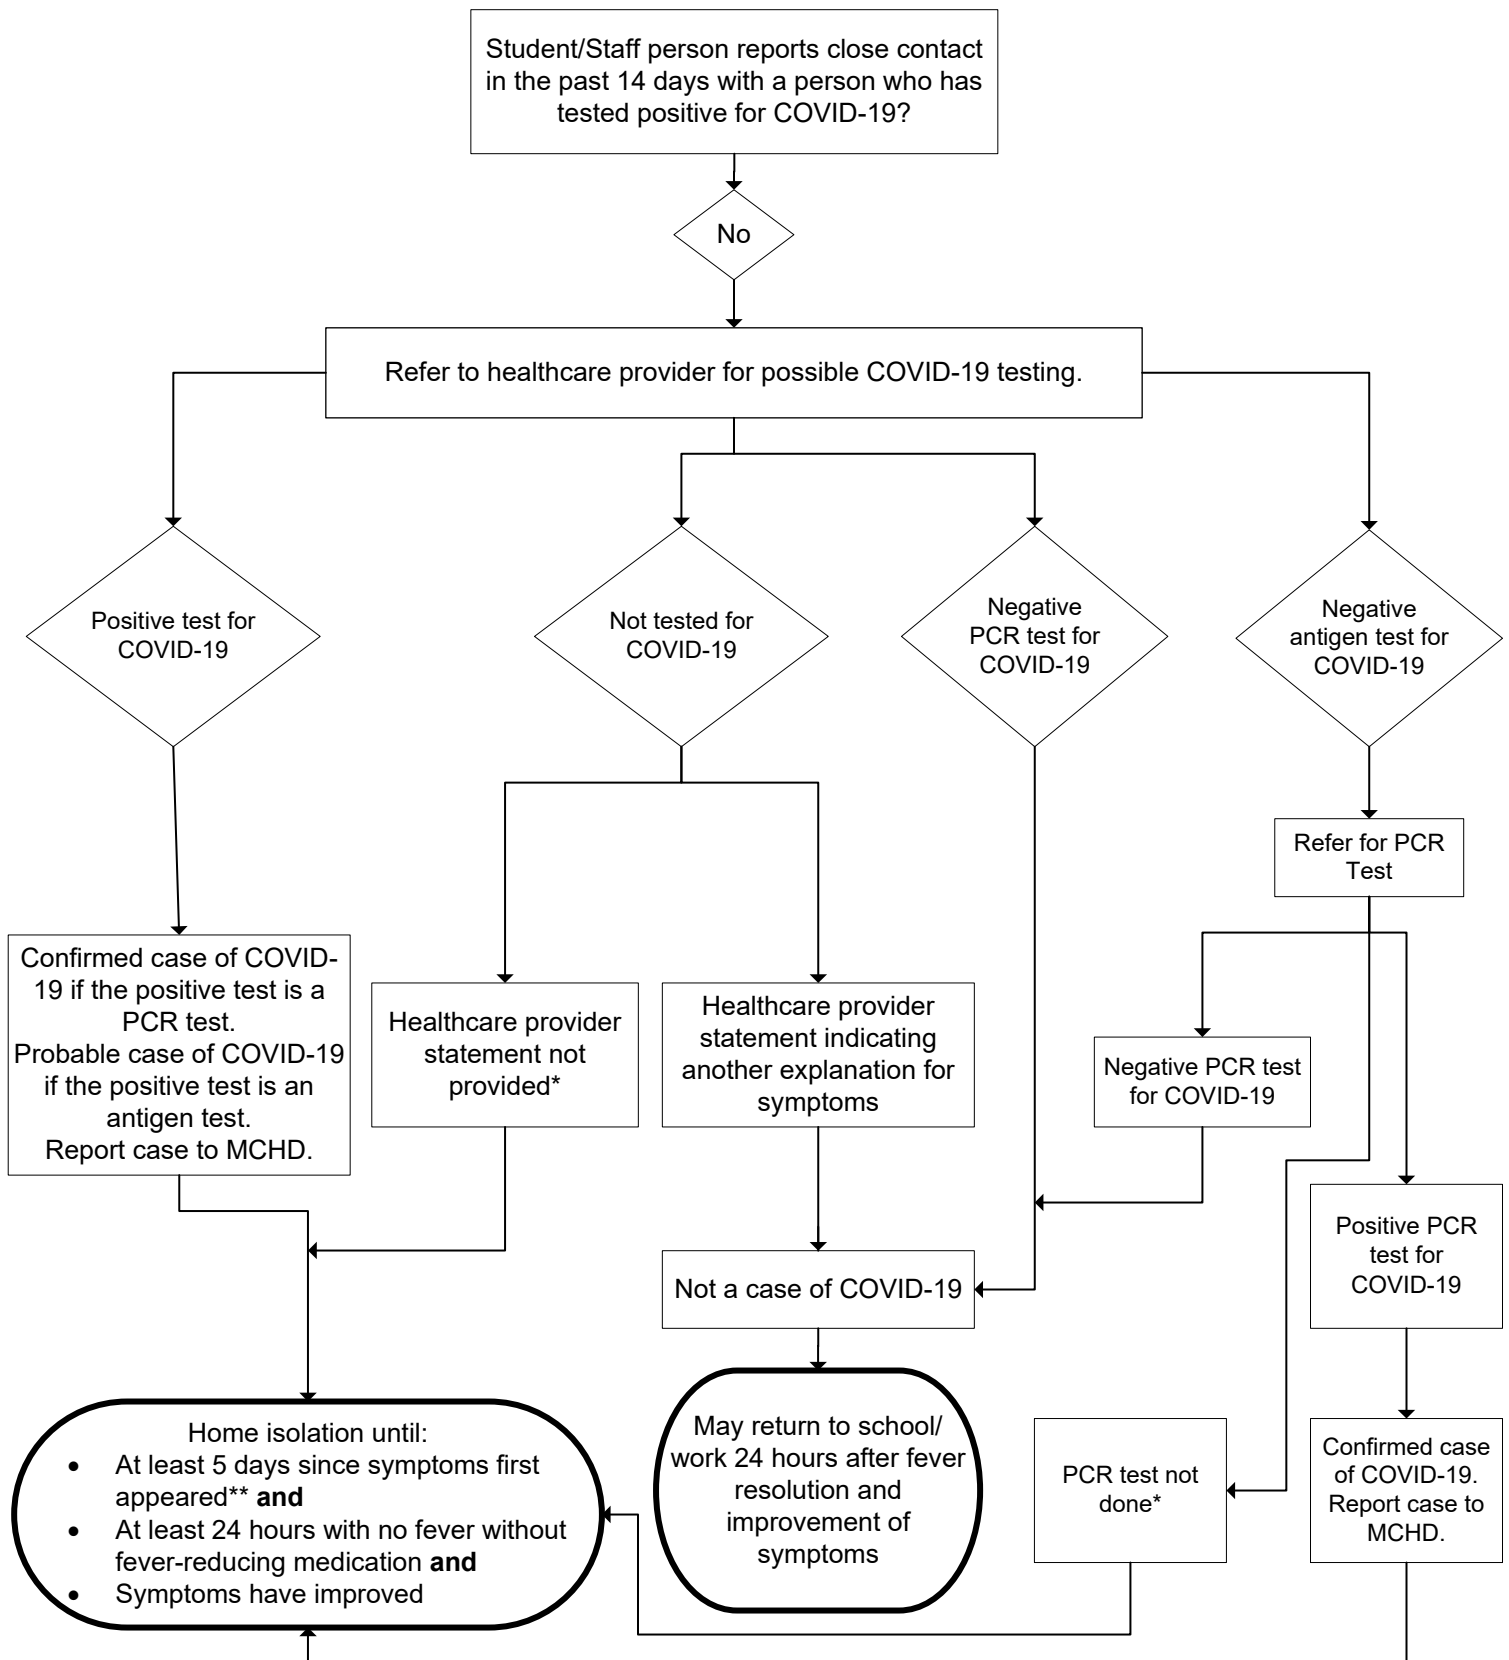 Student/Staff person reports close contact
in the past 14 days with a person who has
tested positive for COVID-19?
No
Refer to healthcare provider for possible COVID-19 testing.
Positive test for
COVID-19
Not tested for
COVID-19
Negative
PCR test for
COVID-19
Negative
antigen test for
COVID-19
Refer for PCR
Test
Confirmed case of COVID-
19 if the positive test is a
PCR test.
Probable case of COVID-19
if the positive test is an
antigen test.
Report case to MCHD.
Healthcare provider
statement not
provided*
Healthcare provider
statement indicating
another explanation for
symptoms
Negative PCR test
for COVID-19
Positive PCR
test for
COVID-19
Not a case of COVID-19
Home isolation until:
• At least 5 days since symptoms first
appeared** and
• At least 24 hours with no fever without
fever-reducing medication and
• Symptoms have improved
May return to school/
work 24 hours after fever
resolution and
improvement of
symptoms
PCR test not
done*
Confirmed case
of COVID-19.
Report case to
MCHD.